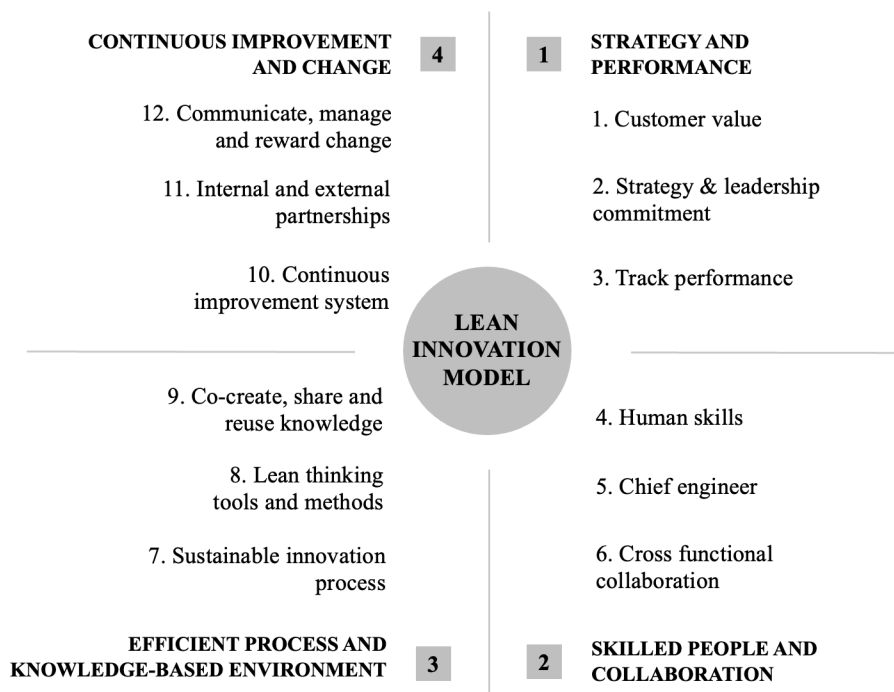 CONTINUOUS IMPROVEMENT
AND CHANGE
4
12. Communicate, manage
and reward change
11. Internal and external
partnerships
10. Continuous
improvement system
1
STRATEGY AND
PERFORMANCE
1. Customer value
2. Strategy & leadership
commitment
3. Track performance
LEAN
INNOVATION
MODEL
9. Co-create, share and
reuse knowledge
8. Lean thinking
tools and methods
7. Sustainable innovation
process
EFFICIENT PROCESS AND
KNOWLEDGE-BASED ENVIRONMENT
3
4. Human skills
5. Chief engineer
6. Cross functional
collaboration
2
SKILLED PEOPLE AND
COLLABORATION